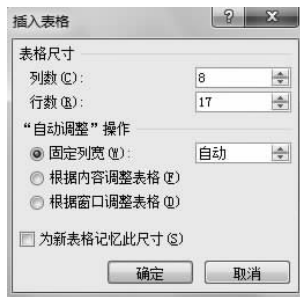 插入表格
表格尺寸
列数(C): 8
行数(R): 17
“自动调整”操作
固定列宽(W): 自动
根据内容调整表格(F)
根据窗口调整表格(D)
为新表格记忆此尺寸(S)
确定 取消